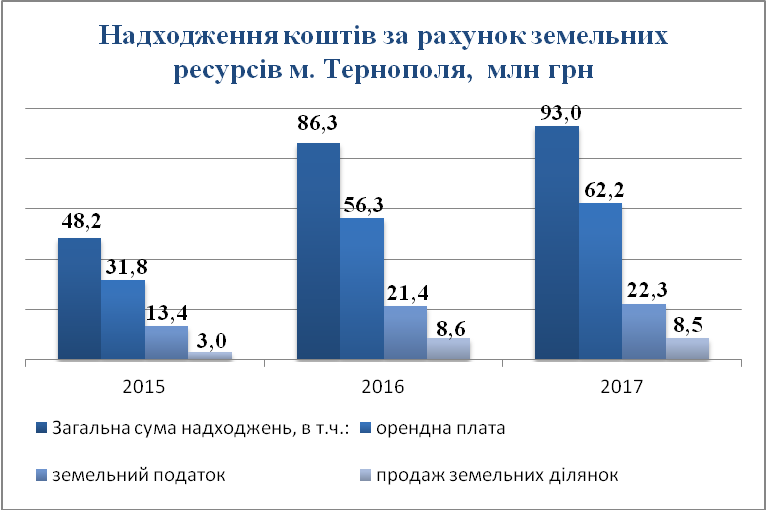 Надходження коштів за рахунок земельних
ресурсів м. Тернополя, млн грн
48,2
31,8
13,4
3,0
86,3
56,3
21,4
8,6
93,0
62,2
22,3
8,5
2015
2016
2017
Загальна сума надходжень, в т.ч.:
орендна плата
земельний податок
продаж земельних ділянок